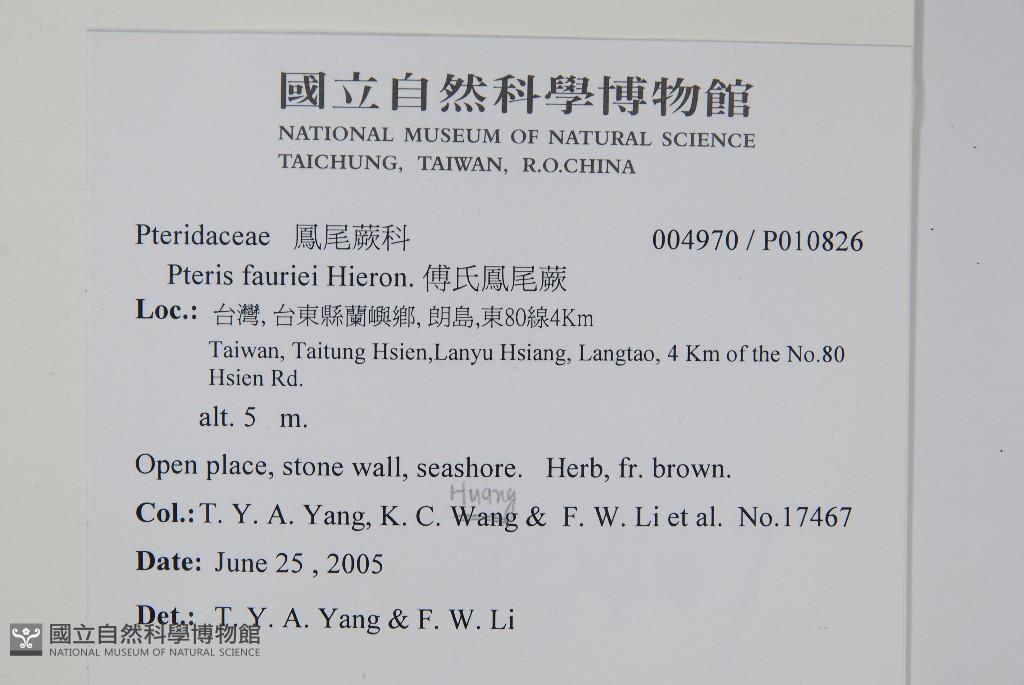 國立自然科學博物館
NATIONAL MUSEUM OF NATURAL SCIENCE
TAICHUNG, TAIWAN, R.O.CHINA
Pteridaceae 鳳尾蕨科 004970 / P010826
Pteris fauriei Hieron. 傅氏鳳尾蕨
Loc.: 台灣, 台東縣蘭嶼鄉, 朗島,東80線4Km
Taiwan, Taitung Hsien,Lanyu Hsiang, Langtao, 4 Km of the No.80
Hsien Rd.
alt. 5 m.
Open place, stone wall, seashore. Herb, fr. brown.
Huang
Col.: T. Y. A. Yang, K. C. Wang & F. W. Li et al. No.17467
Date: June 25 , 2005
Det.: T. Y. A. Yang & F. W. Li
國立自然科學博物館
NATIONAL MUSEUM OF NATURAL SCIENCE